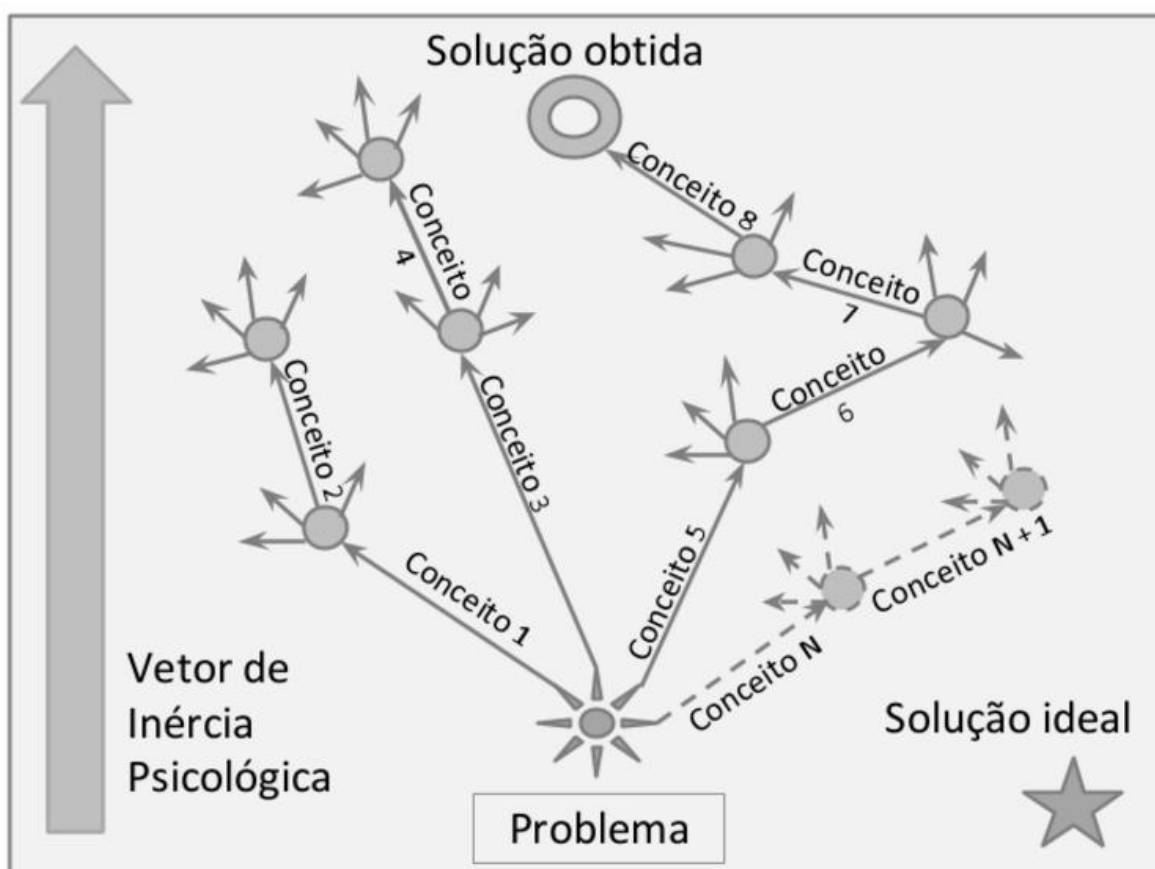 Solução obtida
Conceito 8
Conceito
4
Conceito
7
Conceito 2
Conceito 3
Conceito
6
Conceito 1
Conceito 5
Conceito N + 1
Conceito N
Vetor de
Inércia
Psicológica
Solução ideal
Problema